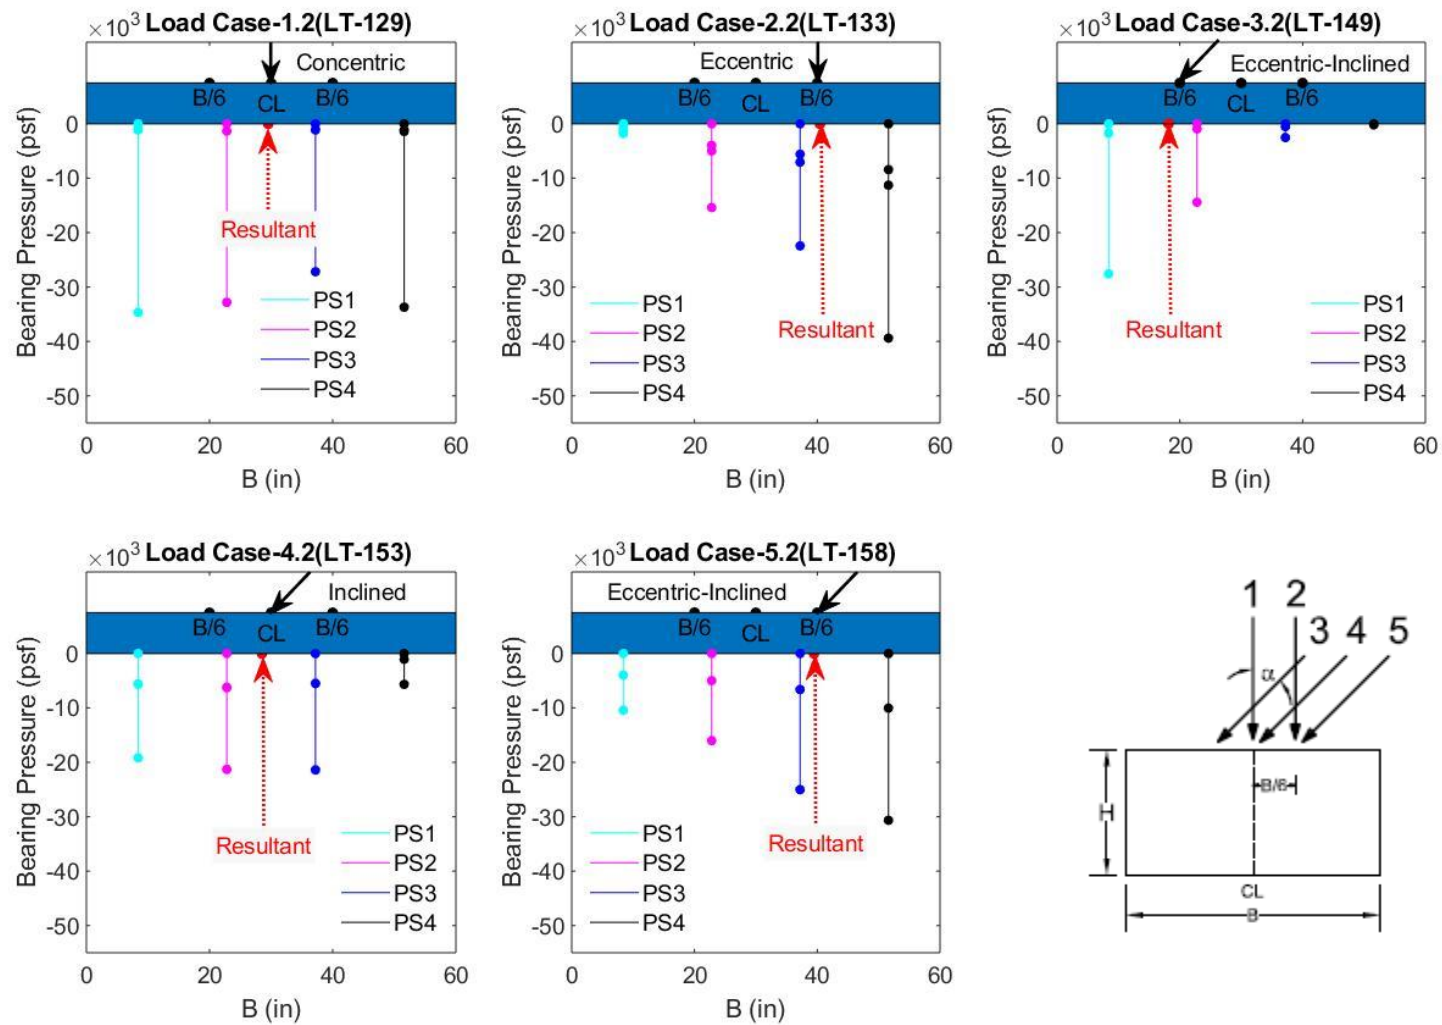 ×10³ Load Case-1.2(LT-129)
Concentric
B/6 CL B/6
0
-10
-20
-30
-40
-50
Bearing Pressure (psf)
Resultant
PS1
PS2
PS3
PS4
0 20 40 60
B (in)
×10³ Load Case-2.2(LT-133)
Eccentric
B/6 CL B/6
0
-10
-20
-30
-40
-50
Bearing Pressure (psf)
Resultant
PS1
PS2
PS3
PS4
0 20 40 60
B (in)
×10³ Load Case-3.2(LT-149)
Eccentric-Inclined
B/6 CL B/6
0
-10
-20
-30
-40
-50
Bearing Pressure (psf)
Resultant
PS1
PS2
PS3
PS4
0 20 40 60
B (in)
×10³ Load Case-4.2(LT-153)
Inclined
B/6 CL B/6
0
-10
-20
-30
-40
-50
Bearing Pressure (psf)
Resultant
PS1
PS2
PS3
PS4
0 20 40 60
B (in)
×10³ Load Case-5.2(LT-158)
Eccentric-Inclined
B/6 CL B/6
0
-10
-20
-30
-40
-50
Bearing Pressure (psf)
Resultant
PS1
PS2
PS3
PS4
0 20 40 60
B (in)
1 2
3 4 5
α
B/6
H
CL
B